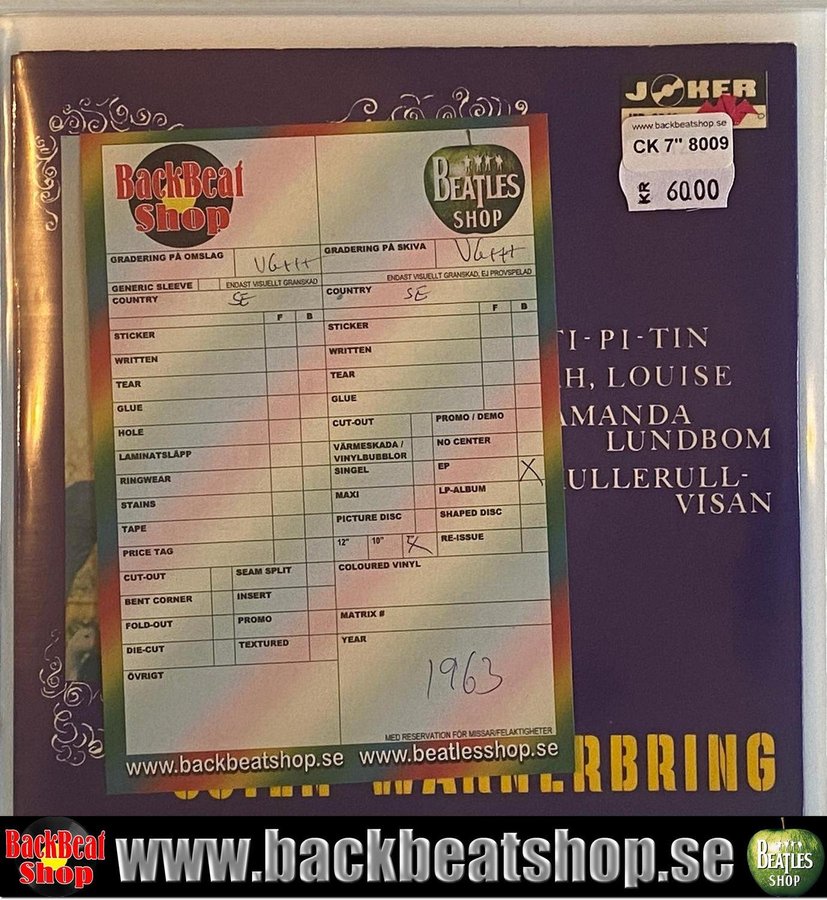 JOKER
www.backbeatshop.se
CK 7" 8009
KR 60.00
TI-PI-TIN
AH, LOUISE
AMANDA
LUNDBOM
ULLERULL-
VISAN
WARNERBRING
BackBeat
Shop
BEATLES
SHOP
GRADERING PÅ OMSLAG VG+++
GENERIC SLEEVE ENDAST VISUELLT GRANSKAD
COUNTRY SE
F B
STICKER
WRITTEN
TEAR
GLUE
HOLE
LAMINATSLÄPP
RINGWEAR
STAINS
TAPE
PRICE TAG
CUT-OUT SEAM SPLIT
BENT CORNER INSERT
FOLD-OUT PROMO
DIE-CUT TEXTURED
ÖVRIGT
GRADERING PÅ SKIVA VG+++
ENDAST VISUELLT GRANSKAD, EJ PROVSPELAD
COUNTRY SE
F B
STICKER
WRITTEN
TEAR
GLUE
CUT-OUT PROMO / DEMO
VÄRMESKADA /
VINYLBUBBLOR NO CENTER
SINGEL EP X
MAXI LP-ALBUM
PICTURE DISC SHAPED DISC
12" 10" X RE-ISSUE
COLOURED VINYL
MATRIX #
YEAR
1963
MED RESERVATION FÖR MISSAR/FELAKTIGHETER
www.backbeatshop.se www.beatlesshop.se
BackBeat
Shop
www.backbeatshop.se
BEATLES
SHOP